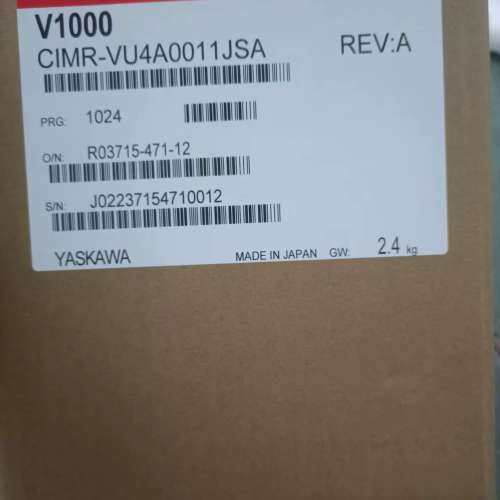 V1000
CIMR-VU4A0011JSA REV:A
PRG: 1024
O/N: R03715-471-12
S/N: J02237154710012
YASKAWA MADE IN JAPAN GW: 2.4 kg